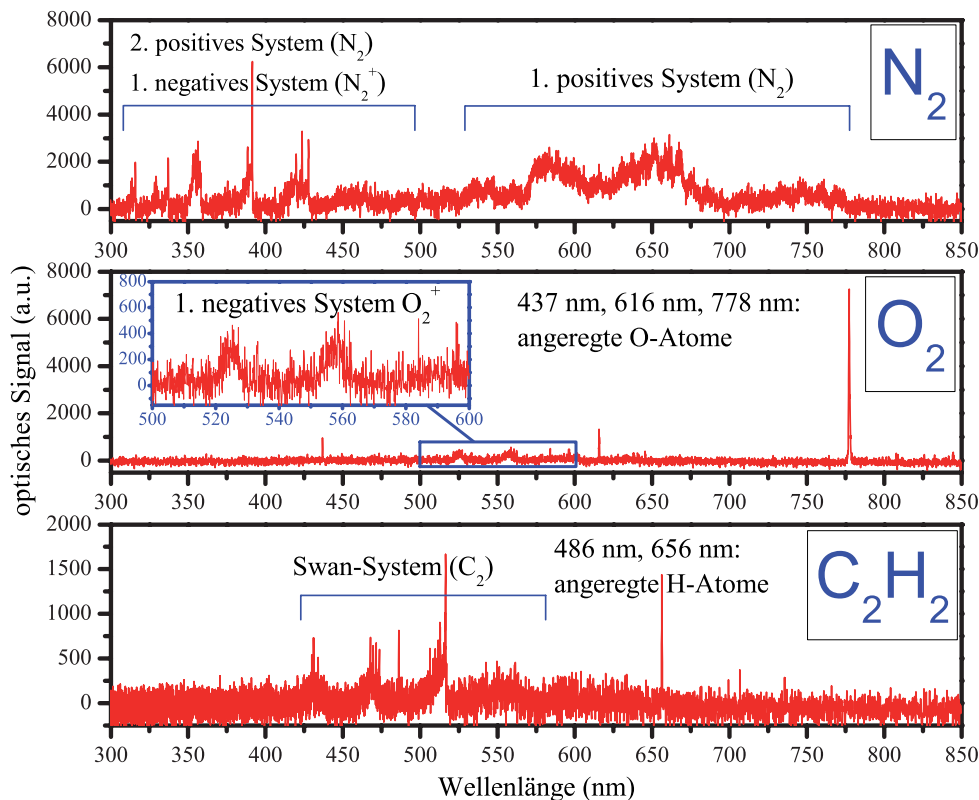 optisches Signal (a.u.)
8000
6000
4000
2000
0
2. positives System (N₂)
1. negatives System (N₂⁺)
1. positives System (N₂)
N₂
300 350 400 450 500 550 600 650 700 750 800 850
8000
6000
4000
2000
0
800
600
400
200
0
1. negatives System O₂⁺
500 520 540 560 580 600
437 nm, 616 nm, 778 nm:
angeregte O-Atome
O₂
300 350 400 450 500 550 600 650 700 750 800 850
2000
1500
1000
500
0
Swan-System (C₂)
486 nm, 656 nm:
angeregte H-Atome
C₂H₂
300 350 400 450 500 550 600 650 700 750 800 850
Wellenlänge (nm)